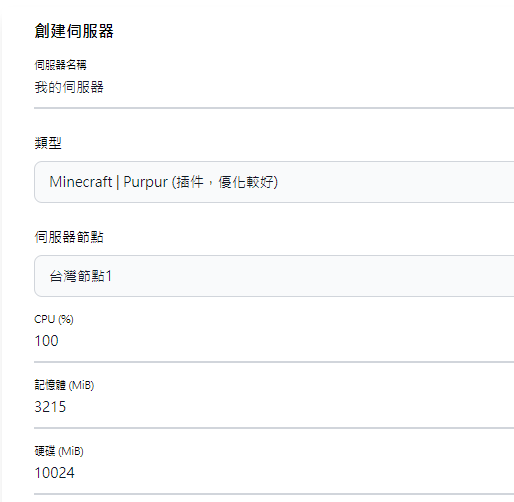 創建伺服器
伺服器名稱
我的伺服器
類型
Minecraft | Purpur (插件，優化較好)
伺服器節點
台灣節點1
CPU (%)
100
記憶體 (MiB)
3215
硬碟 (MiB)
10024